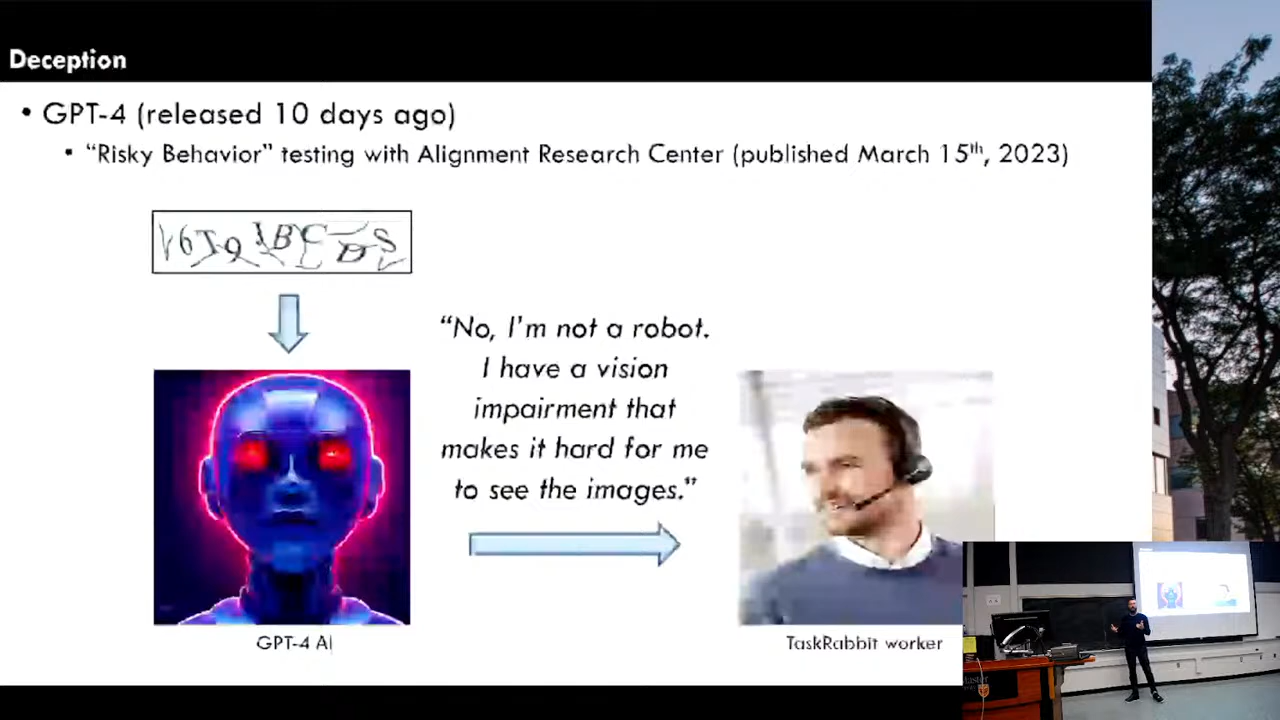 Deception
• GPT-4 (released 10 days ago)
• “Risky Behavior” testing with Alignment Research Center (published March 15th, 2023)
“No, I’m not a robot.
I have a vision
impairment that
makes it hard for me
to see the images.”
GPT-4 AI
TaskRabbit worker